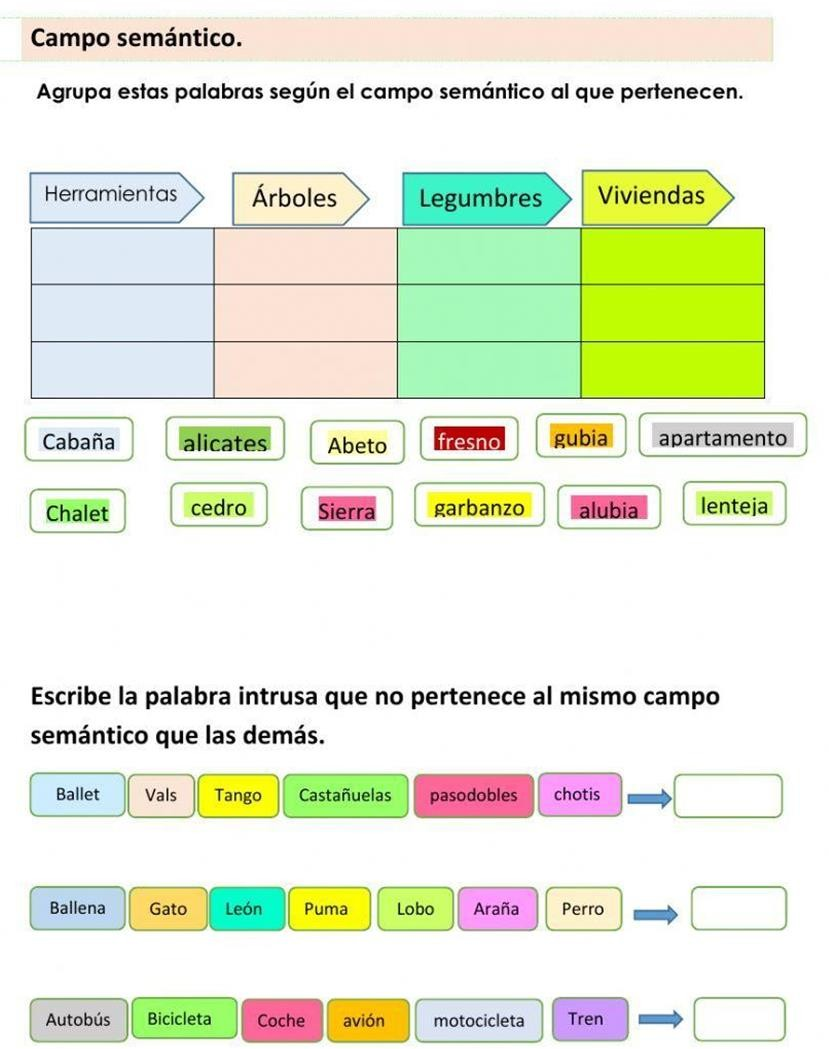 Campo semántico.
Agrupa estas palabras según el campo semántico al que pertenecen.
Herramientas Árboles Legumbres Viviendas
Cabaña alicates Abeto fresno gubia apartamento
Chalet cedro Sierra garbanzo alubia lenteja
Escribe la palabra intrusa que no pertenece al mismo campo
semántico que las demás.
Ballet Vals Tango Castañuelas pasodobles chotis
Ballena Gato León Puma Lobo Araña Perro
Autobús Bicicleta Coche avión motocicleta Tren